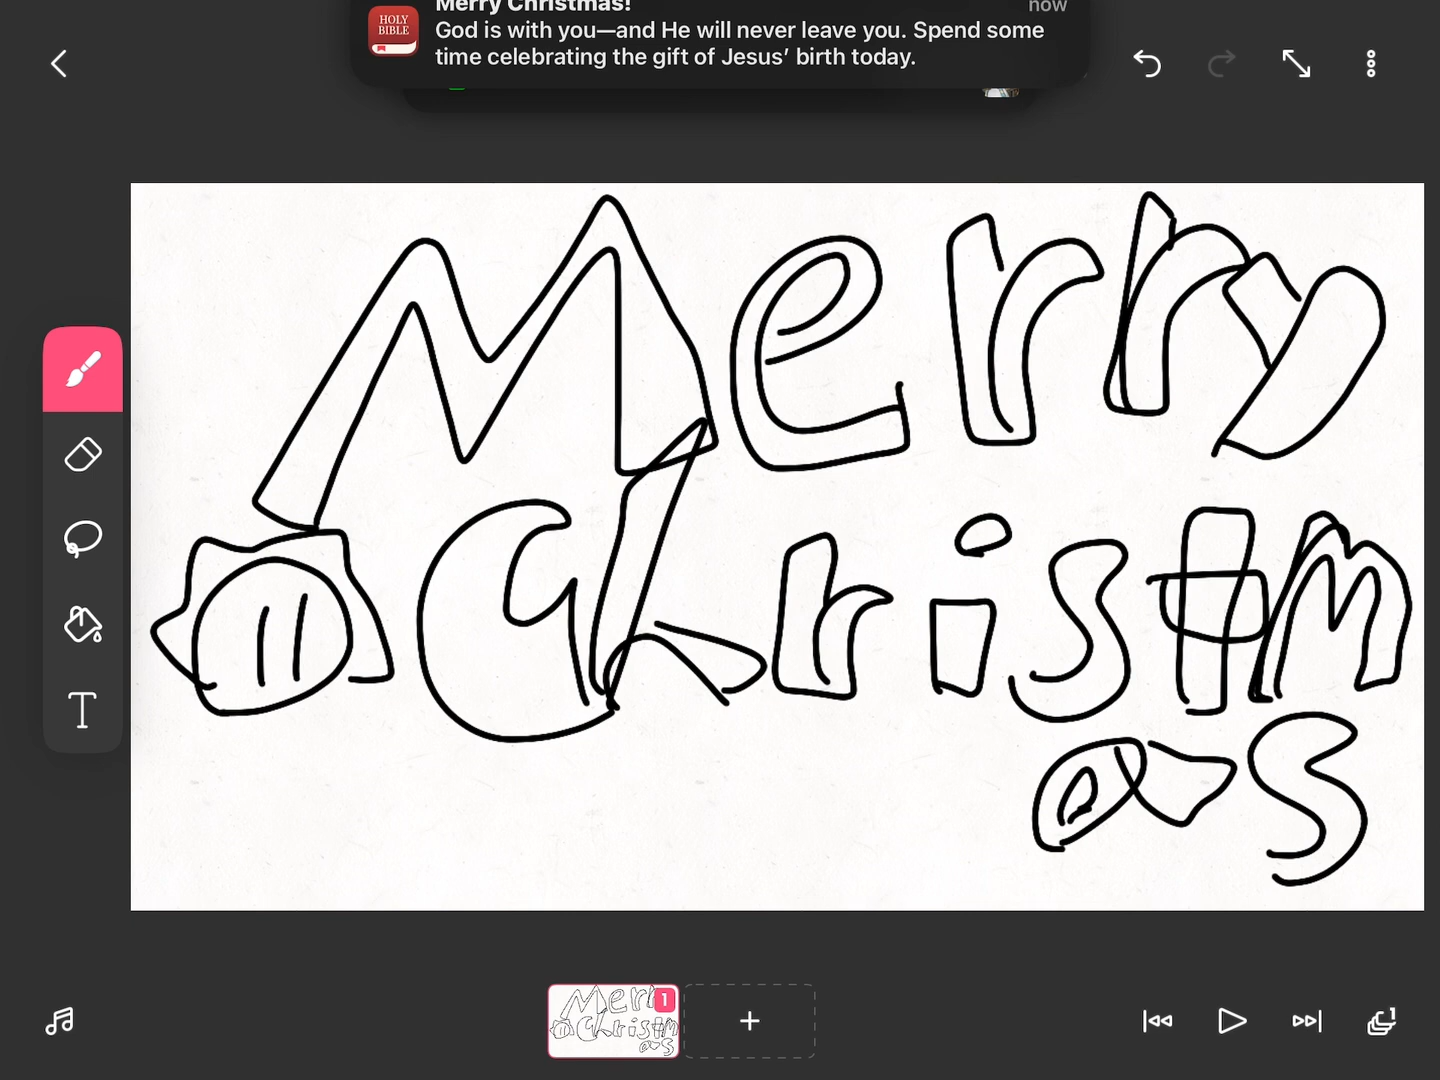 Merry Christmas!
now
HOLY
BIBLE
God is with you—and He will never leave you. Spend some
time celebrating the gift of Jesus’ birth today.
Merry
Christm
as
T
1